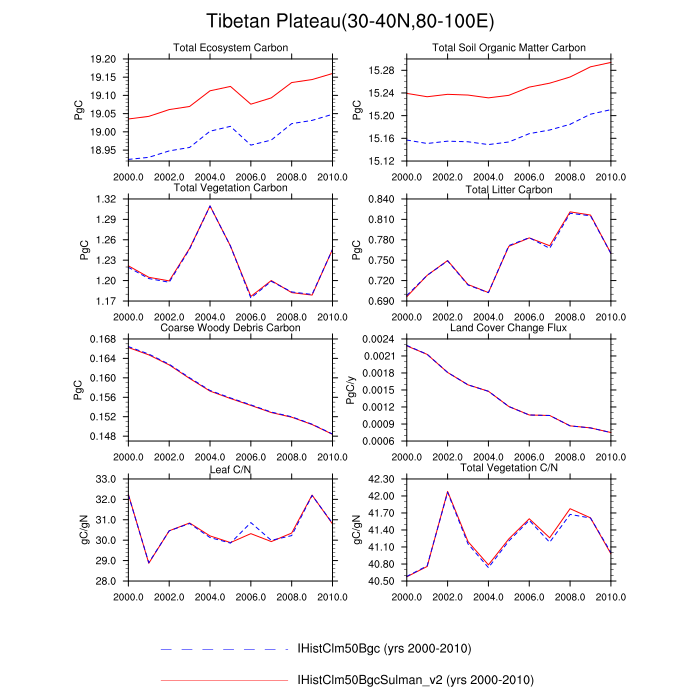 Tibetan Plateau(30-40N,80-100E)
Total Ecosystem Carbon
PgC
19.20
19.15
19.10
19.05
19.00
18.95
2000.0 2002.0 2004.0 2006.0 2008.0 2010.0
Total Soil Organic Matter Carbon
PgC
15.28
15.24
15.20
15.16
15.12
2000.0 2002.0 2004.0 2006.0 2008.0 2010.0
Total Vegetation Carbon
PgC
1.32
1.29
1.26
1.23
1.20
1.17
2000.0 2002.0 2004.0 2006.0 2008.0 2010.0
Total Litter Carbon
PgC
0.840
0.810
0.780
0.750
0.720
0.690
2000.0 2002.0 2004.0 2006.0 2008.0 2010.0
Coarse Woody Debris Carbon
PgC
0.168
0.164
0.160
0.156
0.152
0.148
2000.0 2002.0 2004.0 2006.0 2008.0 2010.0
Land Cover Change Flux
PgC/y
0.0024
0.0021
0.0018
0.0015
0.0012
0.0009
0.0006
2000.0 2002.0 2004.0 2006.0 2008.0 2010.0
Leaf C/N
gC/gN
33.0
32.0
31.0
30.0
29.0
28.0
2000.0 2002.0 2004.0 2006.0 2008.0 2010.0
Total Vegetation C/N
gC/gN
42.30
42.00
41.70
41.40
41.10
40.80
40.50
2000.0 2002.0 2004.0 2006.0 2008.0 2010.0
IHistClm50Bgc (yrs 2000-2010)
IHistClm50BgcSulman_v2 (yrs 2000-2010)